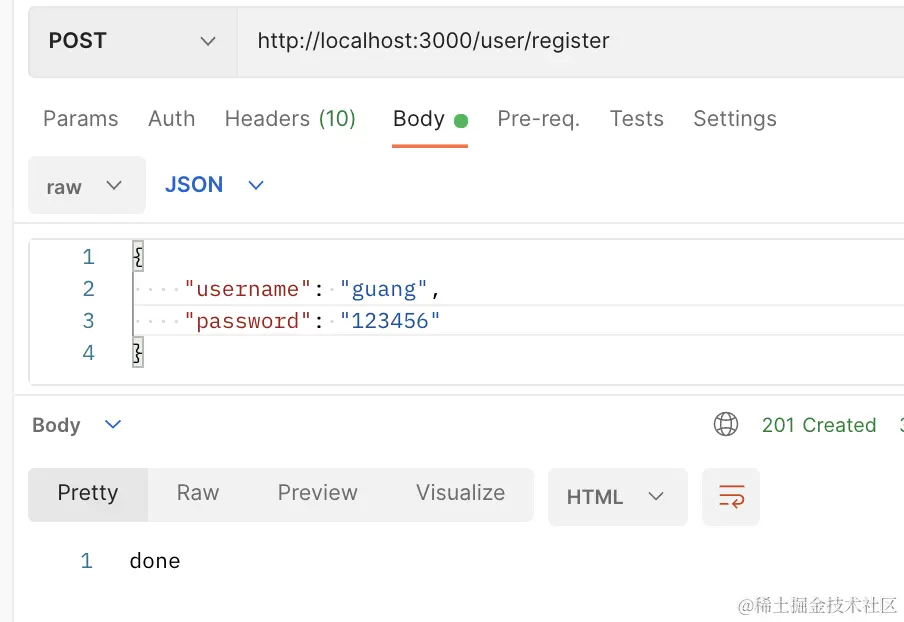 POST http://localhost:3000/user/register
Params Auth Headers (10) Body Pre-req. Tests Settings
raw JSON
1 {
2 "username": "guang",
3 "password": "123456"
4 }
Body 201 Created
Pretty Raw Preview Visualize HTML
1 done
@稀土掘金技术社区